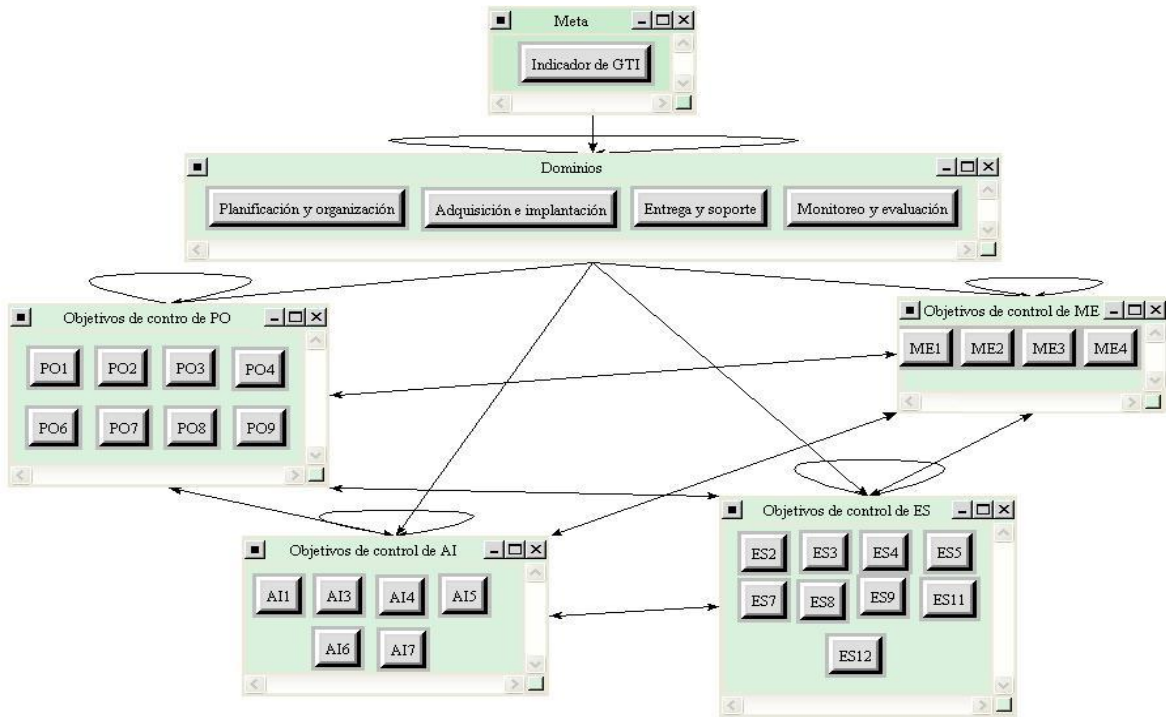 Meta
Indicador de GTI
Dominios
Planificación y organización
Adquisición e implantación
Entrega y soporte
Monitoreo y evaluación
Objetivos de contro de PO
PO1 PO2 PO3 PO4
PO6 PO7 PO8 PO9
Objetivos de control de ME
ME1 ME2 ME3 ME4
Objetivos de control de AI
AI1 AI3 AI4 AI5
AI6 AI7
Objetivos de control de ES
ES2 ES3 ES4 ES5
ES7 ES8 ES9 ES11
ES12